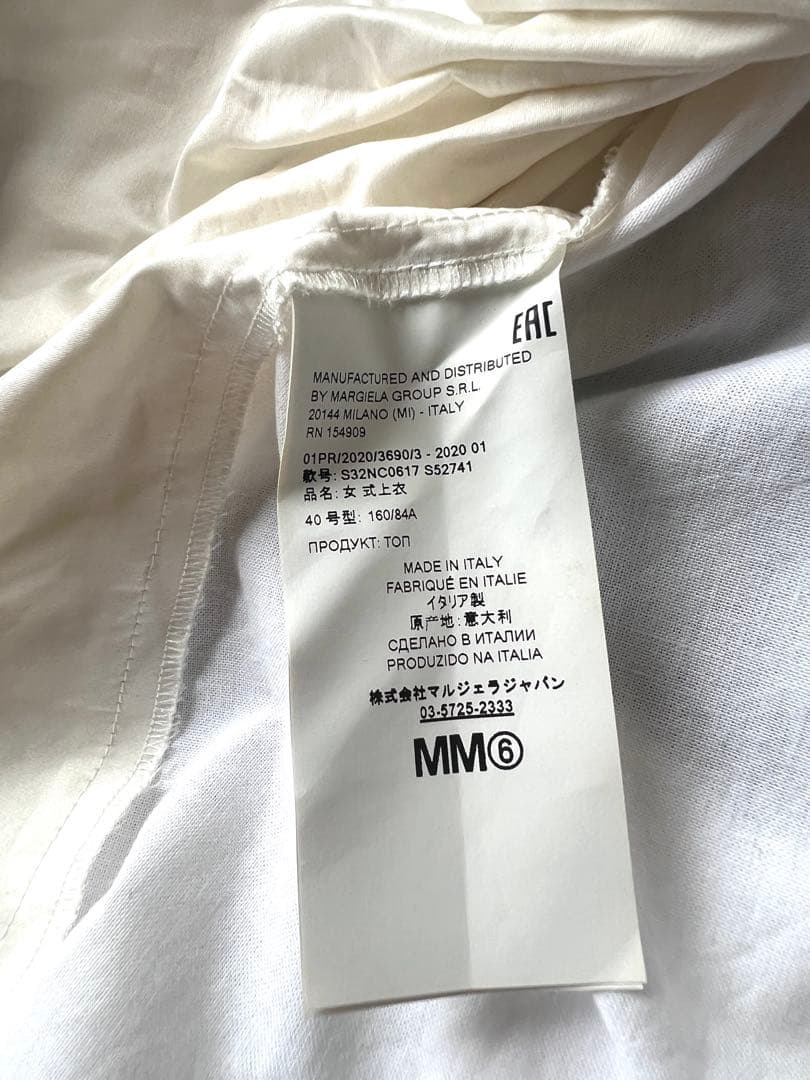 EAC
MANUFACTURED AND DISTRIBUTED
BY MARGIELA GROUP S.R.L.
20144 MILANO (MI) - ITALY
RN 154909
01PR/2020/3690/3 - 2020 01
款号: S32NC0617 S52741
品名: 女 式上衣
40 号型: 160/84A
ПРОДУКТ: ТОП
MADE IN ITALY
FABRIQUÉ EN ITALIE
イタリア製
原产地: 意大利
СДЕЛАНО В ИТАЛИИ
PRODUZIDO NA ITALIA
株式会社マルジェラジャパン
03-5725-2333
MM⑥